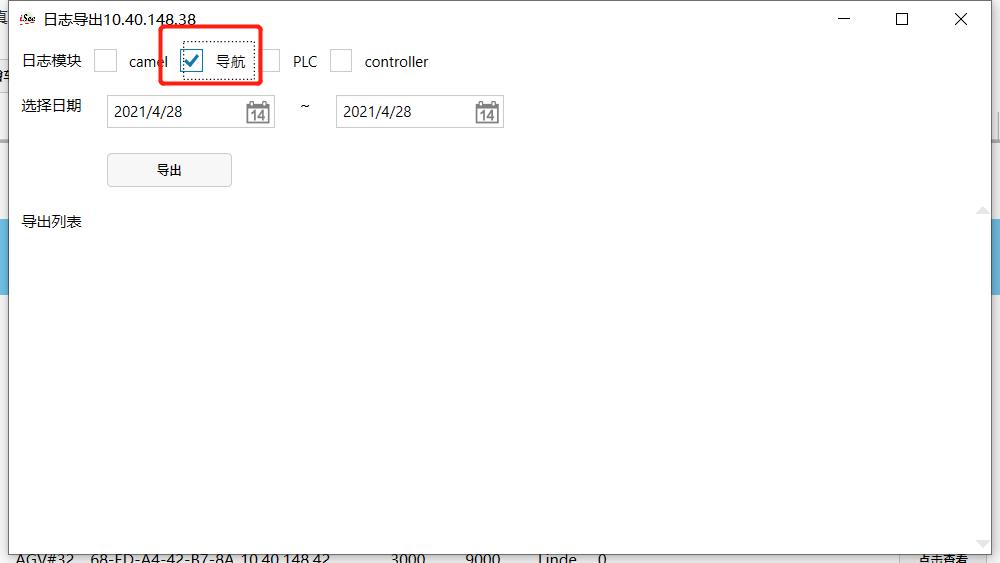 iSee 日志导出10.40.148.38
日志模块 camel 导航 PLC controller
选择日期 2021/4/28 14 ~ 2021/4/28 14
导出
导出列表
AGV#32 68-ED-A4-42-B7-8A 10.40.148.42 3000 9000 Linde 0 点击查看